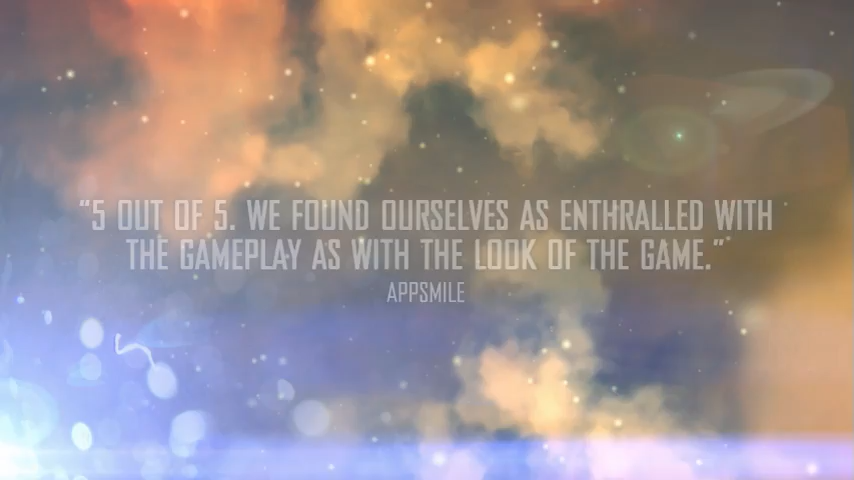 “5 OUT OF 5. WE FOUND OURSELVES AS ENTHRALLED WITH
THE GAMEPLAY AS WITH THE LOOK OF THE GAME.”
APPSMILE